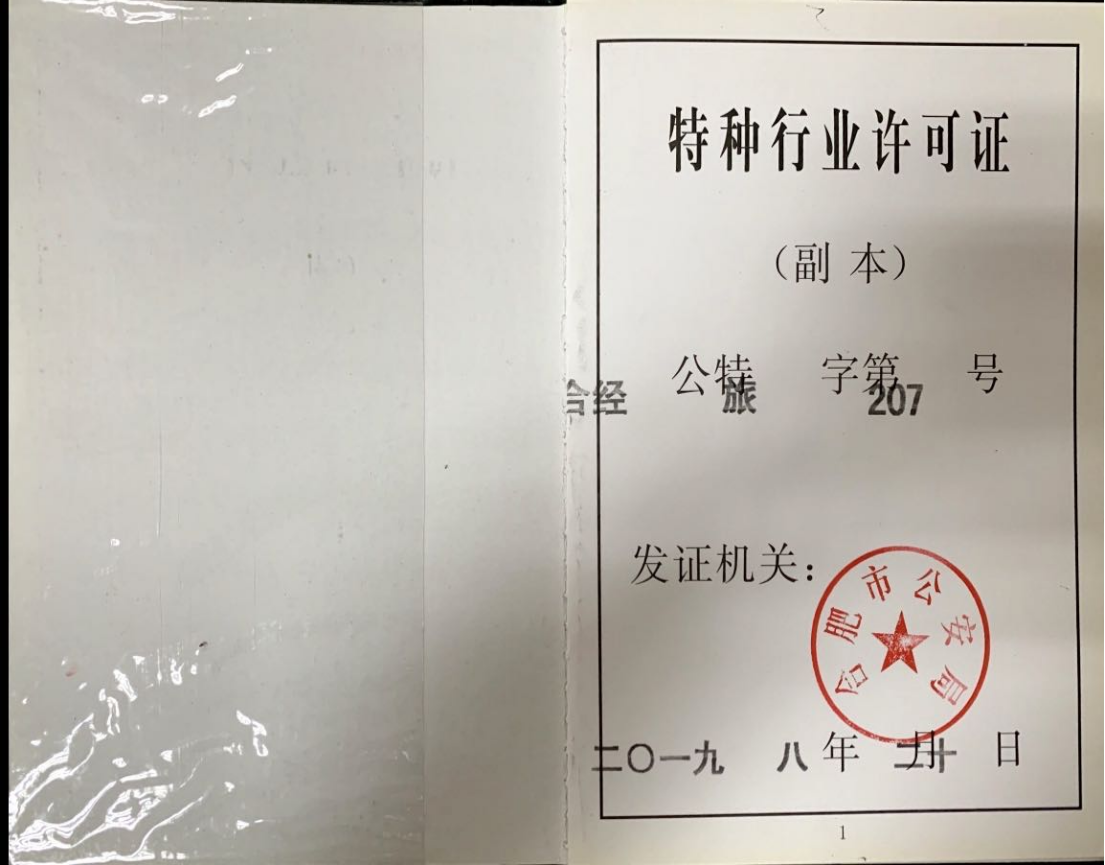 特种行业许可证
（副 本）
合经 公特 旅 字第 207 号
发证机关：
合肥市公安局
二〇一九 年 八 月 二十 日
1